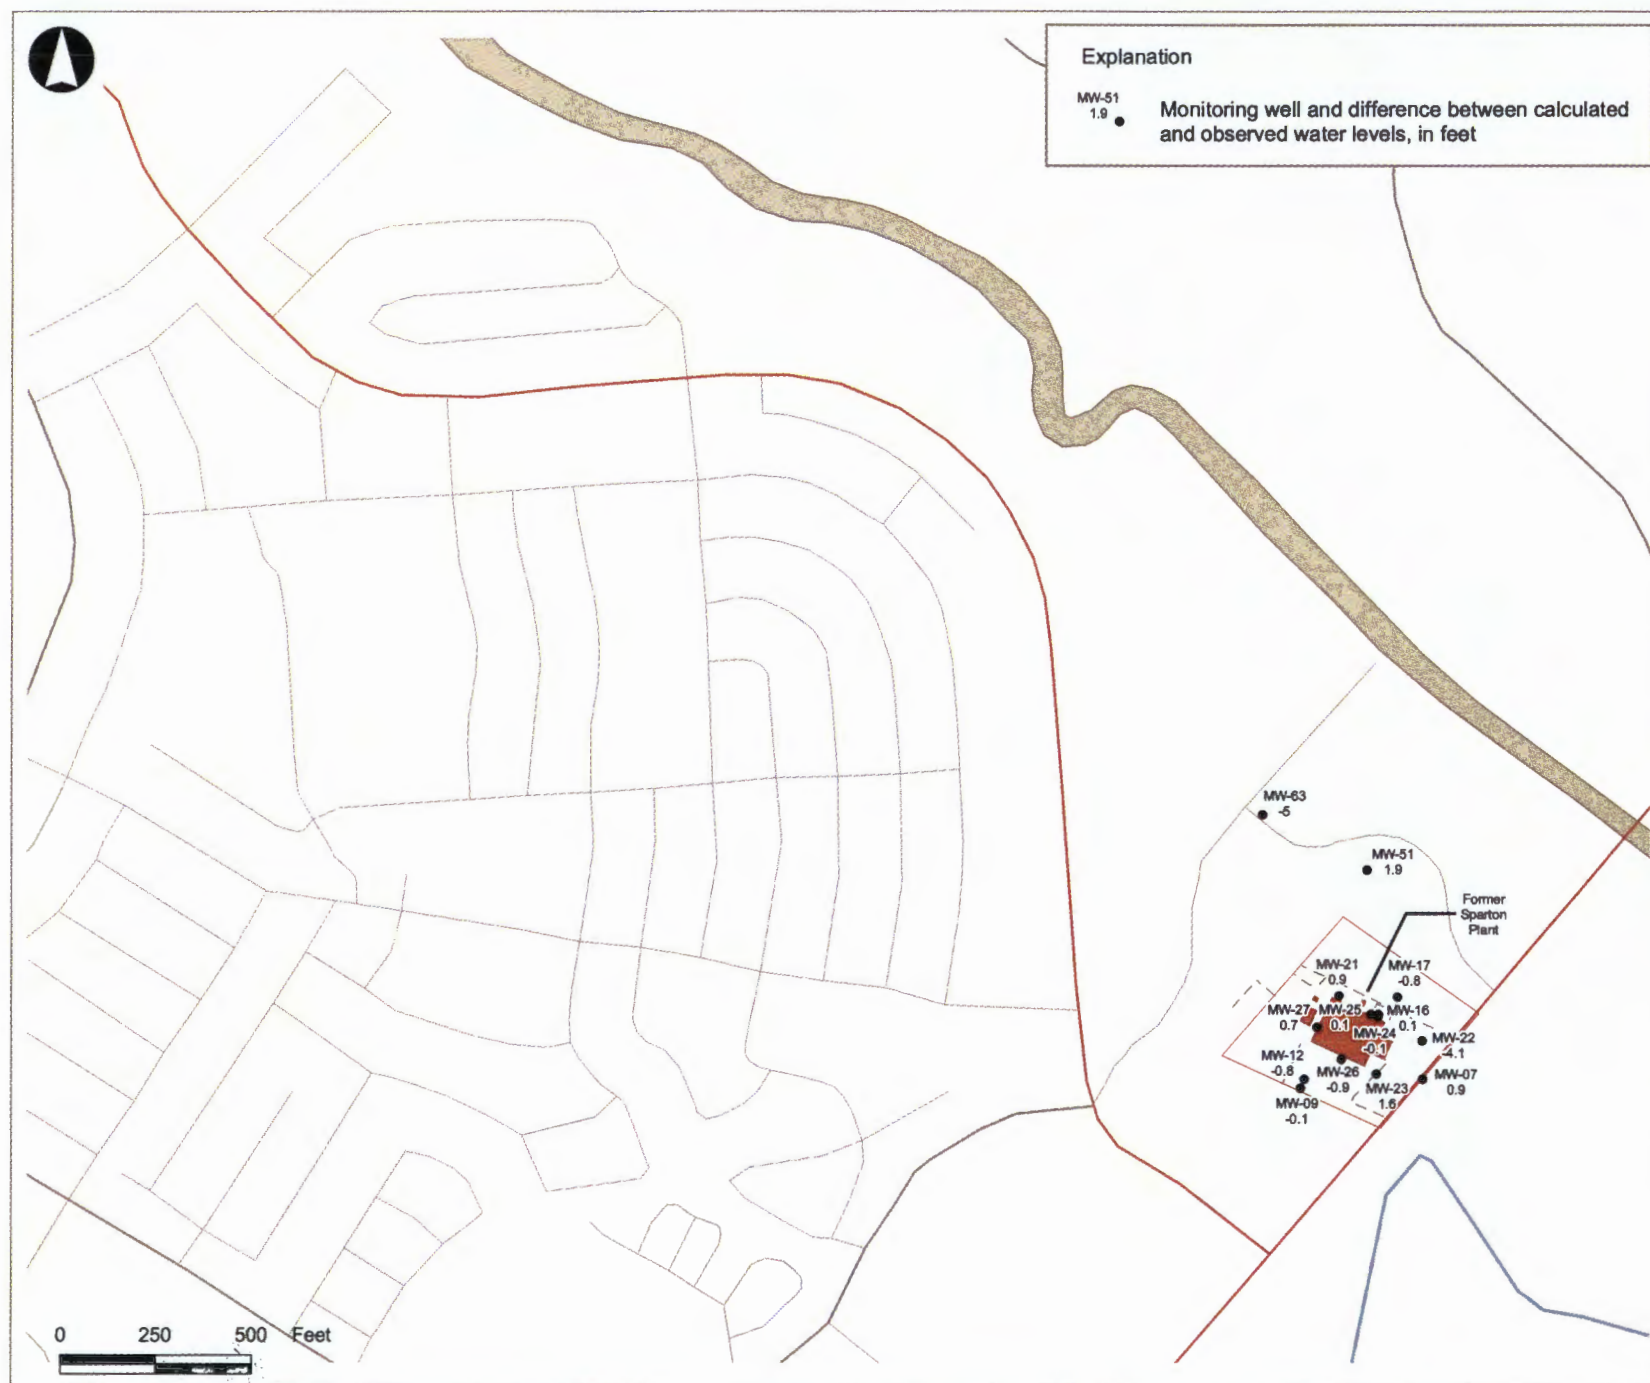 Explanation
MW-51
1.9
Monitoring well and difference between calculated
and observed water levels, in feet
MW-63
-5
MW-51
1.9
Former
Sparton
Plant
MW-21
0.9
MW-17
-0.8
MW-27
0.7
MW-25
0.1
MW-16
0.1
MW-24
-0.1
MW-22
-4.1
MW-12
-0.8
MW-26
-0.9
MW-23
1.6
MW-07
0.9
MW-09
-0.1
0 250 500 Feet